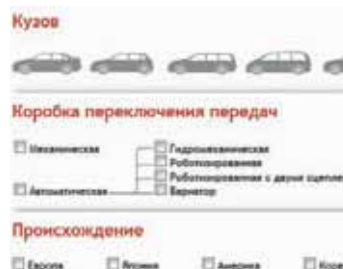 Кузов
Коробка переключения передач
Механическая
Гидромеханическая
Роботизированная
Роботизированная с двумя
Автоматическая
Вариатор
Происхождение
Европа Япония Америка